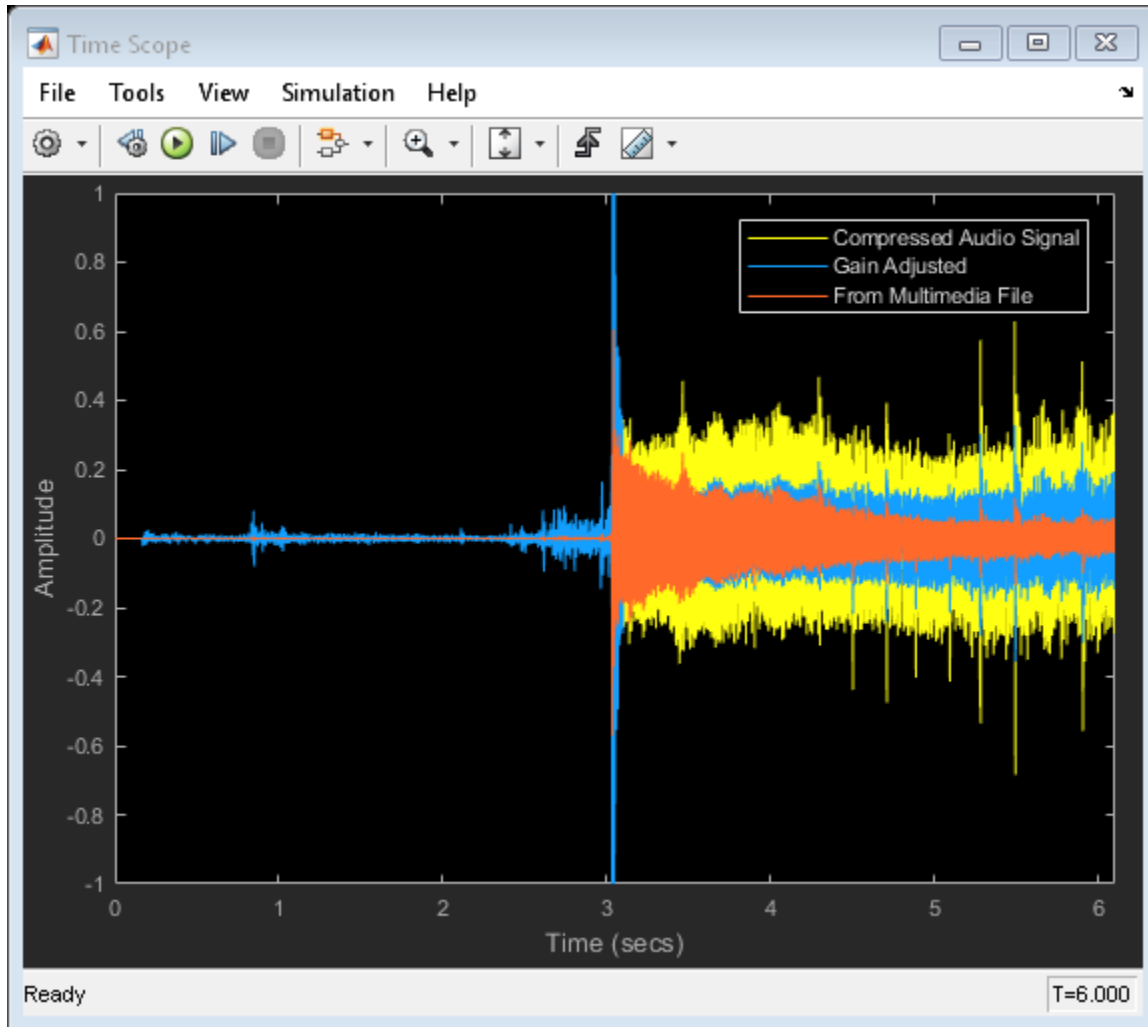 Time Scope
File Tools View Simulation Help
Compressed Audio Signal
Gain Adjusted
From Multimedia File
1
0.8
0.6
0.4
0.2
0
-0.2
-0.4
-0.6
-0.8
-1
Amplitude
0 1 2 3 4 5 6
Time (secs)
Ready T=6.000